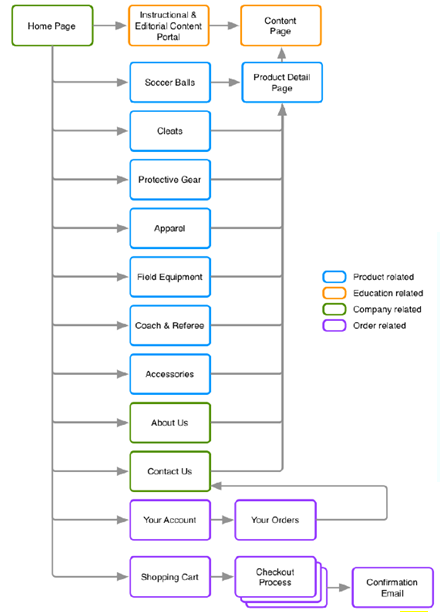 Home Page
Instructional &
Editorial Content
Portal
Content
Page
Soccer Balls
Product Detail
Page
Cleats
Protective Gear
Apparel
Field Equipment
Coach & Referee
Accessories
About Us
Contact Us
Your Account
Your Orders
Shopping Cart
Checkout
Process
Confirmation
Email
Product related
Education related
Company related
Order related